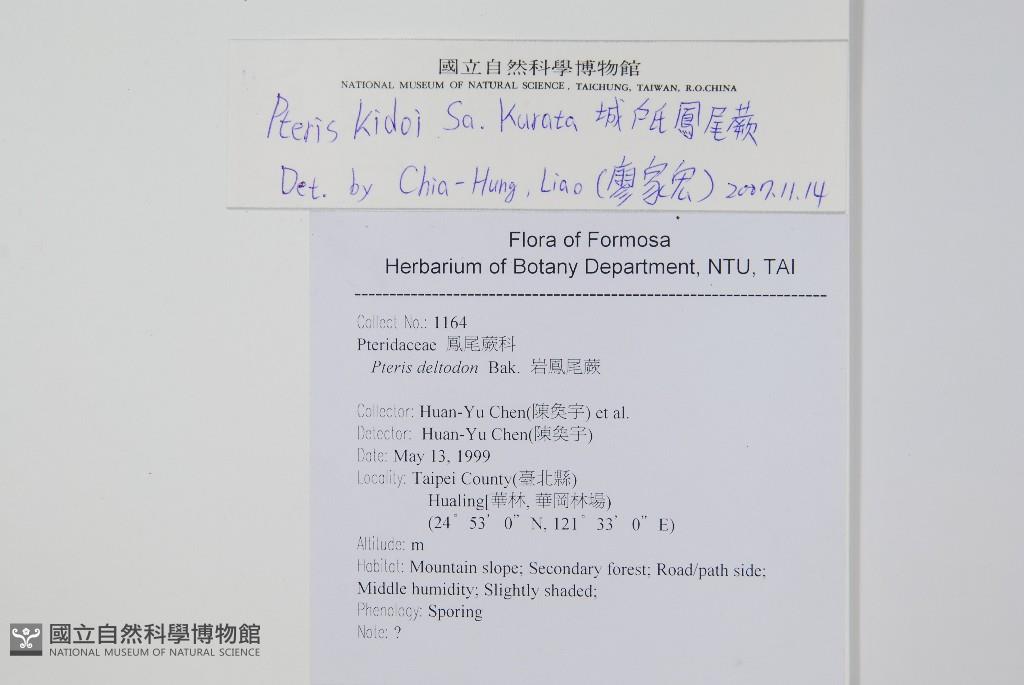 國立自然科學博物館
NATIONAL MUSEUM OF NATURAL SCIENCE, TAICHUNG, TAIWAN, R.O.CHINA
Pteris kidoi Sa. Kurata 城戶氏鳳尾蕨
Det. by Chia-Hung, Liao (廖家宏) 2007.11.14
Flora of Formosa
Herbarium of Botany Department, NTU, TAI
Collect No.: 1164
Pteridaceae 鳳尾蕨科
Pteris deltodon Bak. 岩鳳尾蕨
Collector: Huan-Yu Chen(陳奐宇) et al.
Detector: Huan-Yu Chen(陳奐宇)
Date: May 13, 1999
Locality: Taipei County(臺北縣)
Hualing[華林, 華岡林場)
(24° 53' 0" N, 121° 33' 0" E)
Altitude: m
Habitat: Mountain slope; Secondary forest; Road/path side;
Middle humidity; Slightly shaded;
Phenology: Sporing
Note: ?
國立自然科學博物館
NATIONAL MUSEUM OF NATURAL SCIENCE